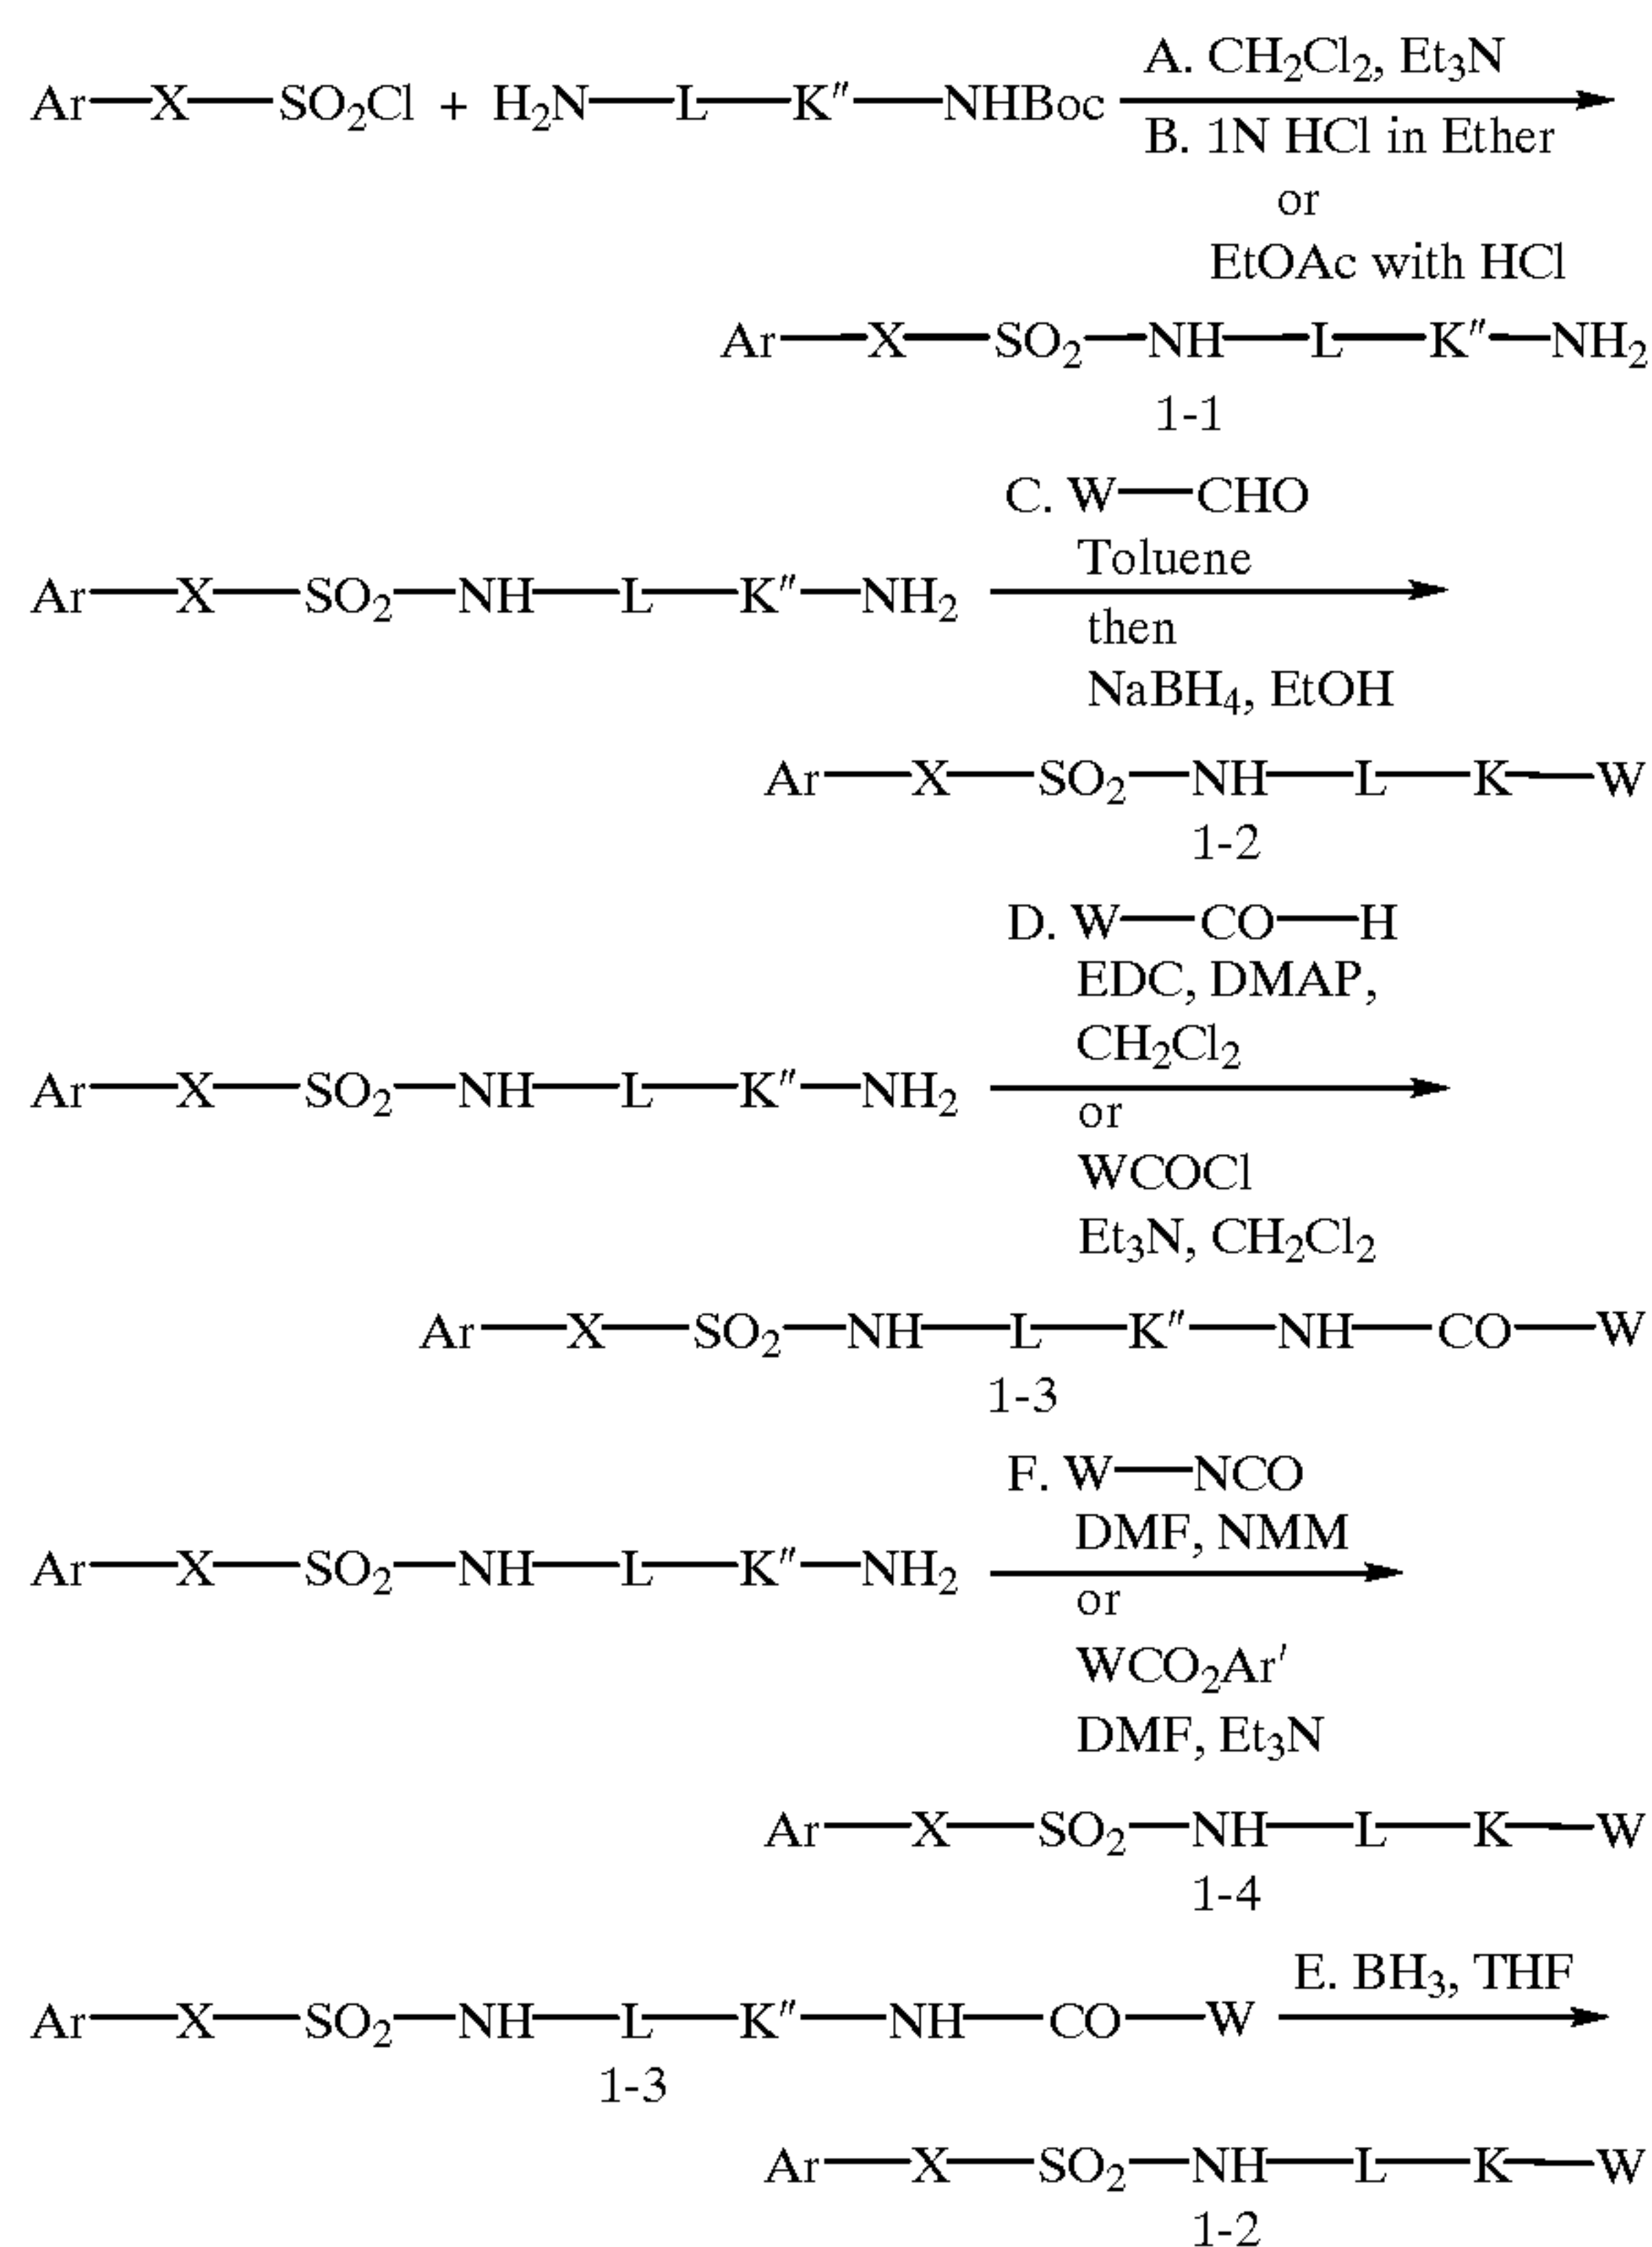 Ar—X—SO₂Cl + H₂N—L—K″—NHBoc
A. CH₂Cl₂, Et₃N
B. 1N HCl in Ether
or
EtOAc with HCl
Ar—X—SO₂—NH—L—K″—NH₂
1-1
C. W—CHO
Toluene
Ar—X—SO₂—NH—L—K″—NH₂
then
NaBH₄, EtOH
Ar—X—SO₂—NH—L—K—W
1-2
D. W—CO—H
EDC, DMAP,
CH₂Cl₂
Ar—X—SO₂—NH—L—K″—NH₂
or
WCOCl
Et₃N, CH₂Cl₂
Ar—X—SO₂—NH—L—K″—NH—CO—W
1-3
F. W—NCO
DMF, NMM
Ar—X—SO₂—NH—L—K″—NH₂
or
WCO₂Ar′
DMF, Et₃N
Ar—X—SO₂—NH—L—K—W
1-4
E. BH₃, THF
Ar—X—SO₂—NH—L—K″—NH—CO—W
1-3
Ar—X—SO₂—NH—L—K—W
1-2